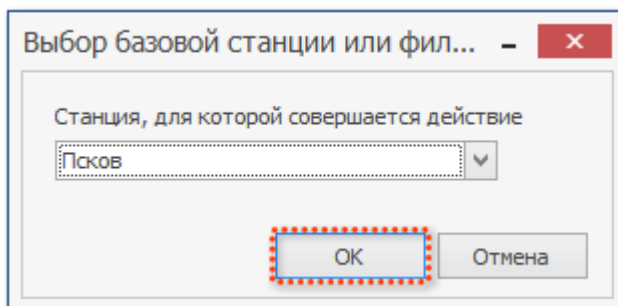 Выбор базовой станции или фил...
Станция, для которой совершается действие
Псков
ОК
Отмена